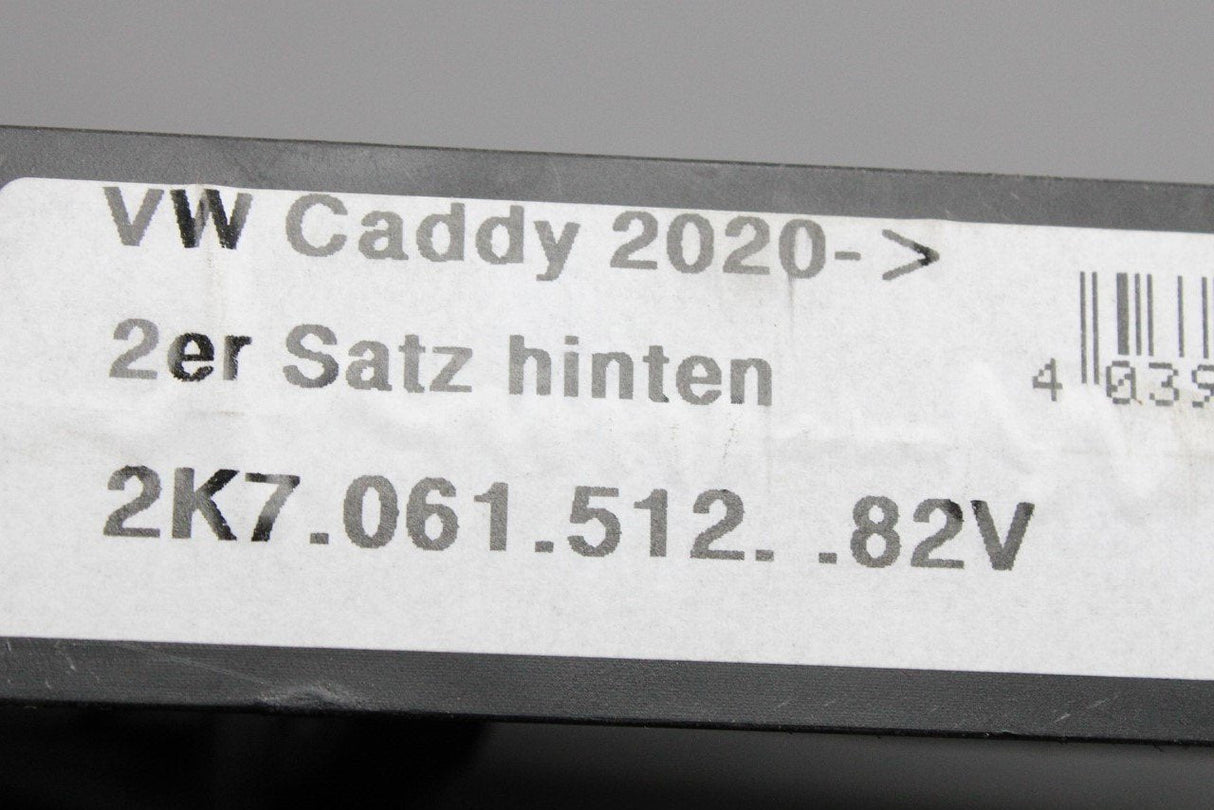 VW Caddy 2020->
2er Satz hinten
4 039
2K7.061.512. .82V